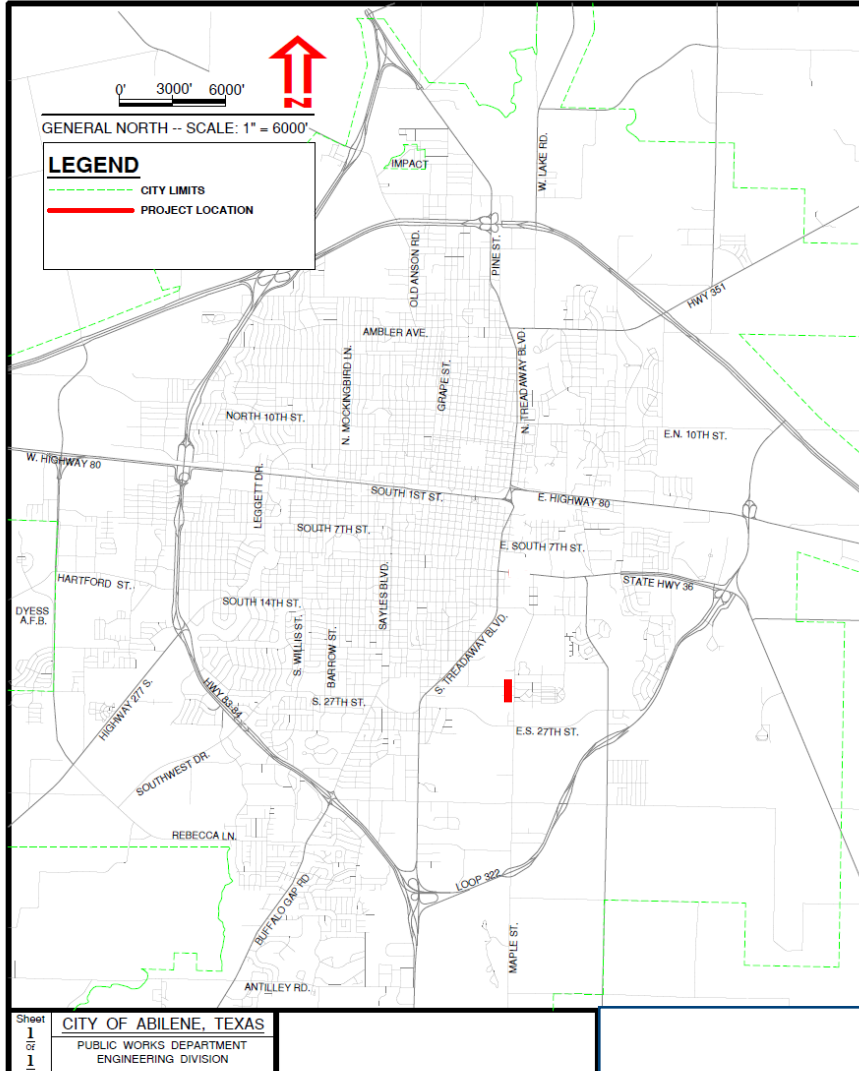 N
0' 3000' 6000'
GENERAL NORTH -- SCALE: 1" = 6000'
LEGEND
CITY LIMITS
PROJECT LOCATION
IMPACT
W. LAKE RD.
OLD ANSON RD.
PINE ST.
HWY 351
AMBLER AVE.
N. MOCKINGBIRD LN.
GRAPE ST.
N. TREADAWAY BLVD.
NORTH 10TH ST.
E.N. 10TH ST.
W. HIGHWAY 80
LEGGETT DR.
SOUTH 1ST ST.
E. HIGHWAY 80
SOUTH 7TH ST.
E. SOUTH 7TH ST.
HARTFORD ST.
STATE HWY 36
DYESS
A.F.B.
SOUTH 14TH ST.
SAYLES BLVD.
S. WILLIS ST.
BARROW ST.
S. TREADAWAY BLVD.
HWY 83-84
HIGHWAY 277 S.
S. 27TH ST.
E.S. 27TH ST.
SOUTHWEST DR.
REBECCA LN.
LOOP 322
BUFFALO GAP RD
MAPLE ST.
ANTILLEY RD.
Sheet
1
Of
1
CITY OF ABILENE, TEXAS
PUBLIC WORKS DEPARTMENT
ENGINEERING DIVISION